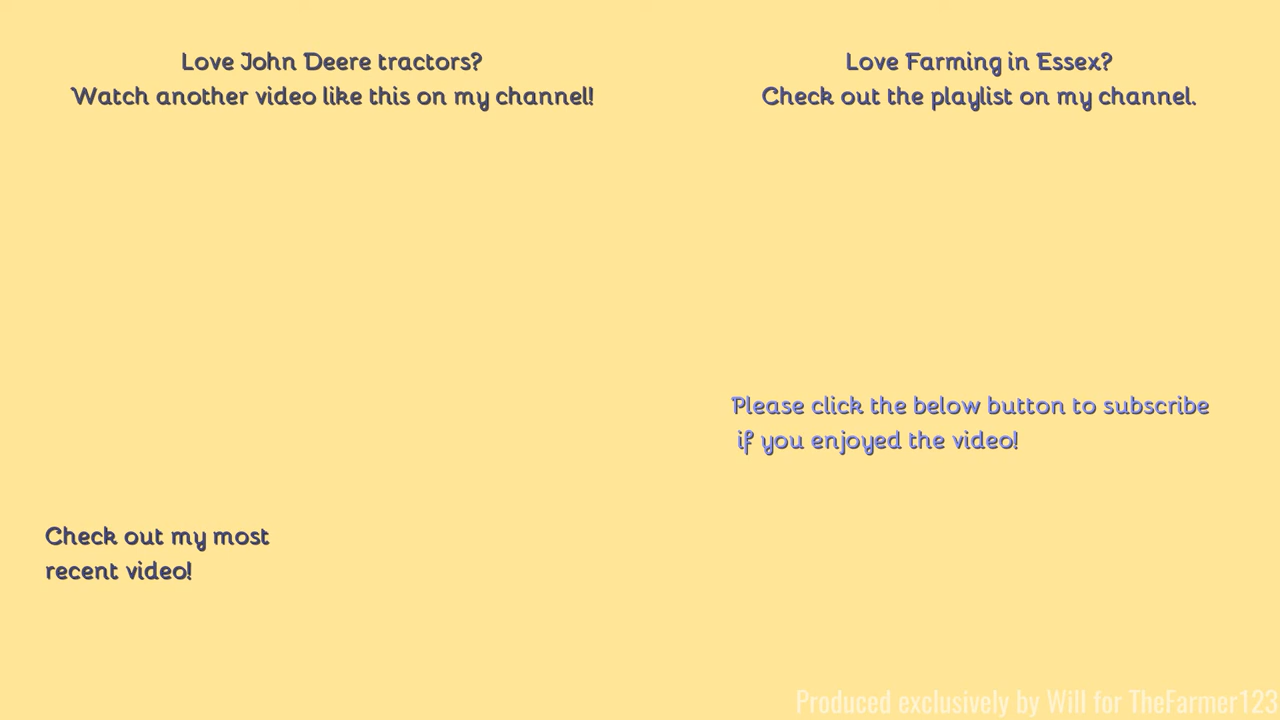 Love John Deere tractors?
Watch another video like this on my channel!
Love Farming in Essex?
Check out the playlist on my channel.
Please click the below button to subscribe
if you enjoyed the video!
Check out my most
recent video!
Produced exclusively by Will for TheFarmer123